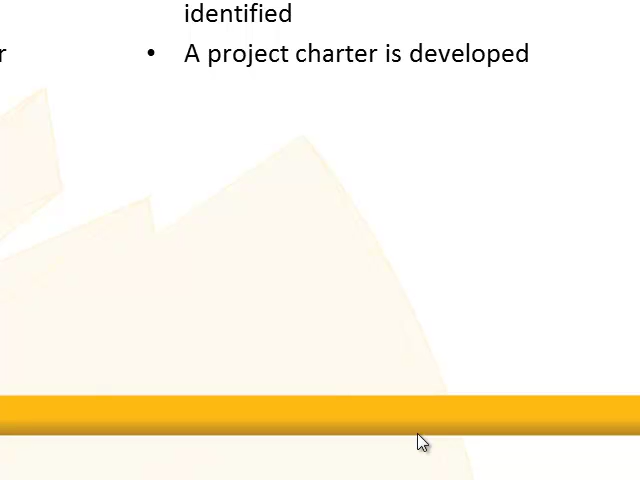 identified
r
• A project charter is developed